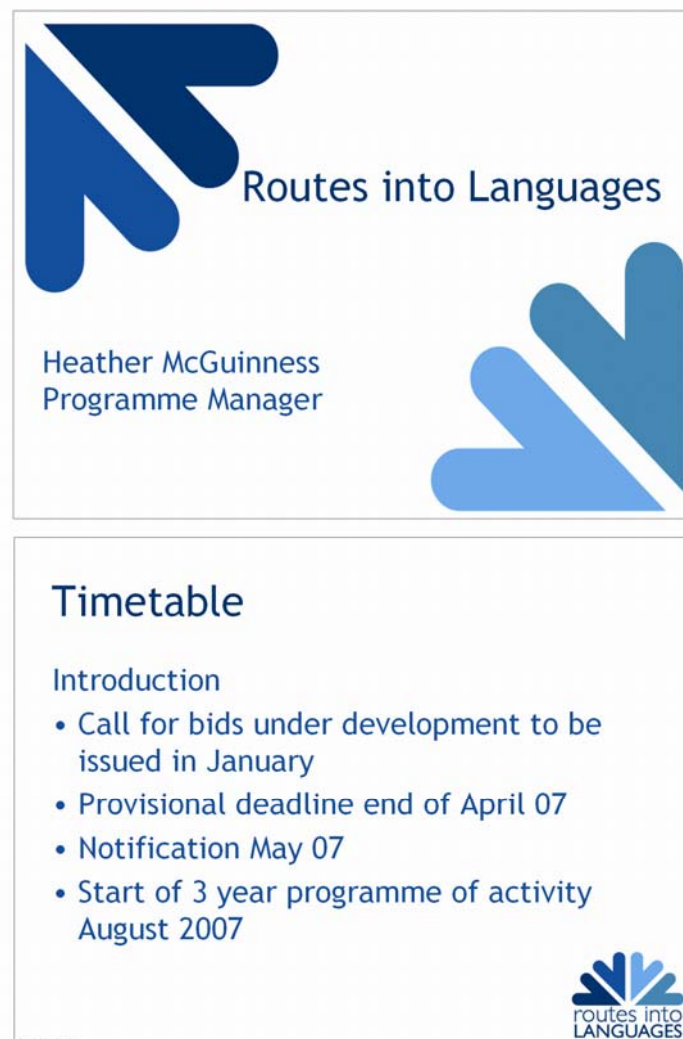 Routes into Languages
Heather McGuinness
Programme Manager
Timetable
Introduction
• Call for bids under development to be
issued in January
• Provisional deadline end of April 07
• Notification May 07
• Start of 3 year programme of activity
August 2007
routes into
LANGUAGES